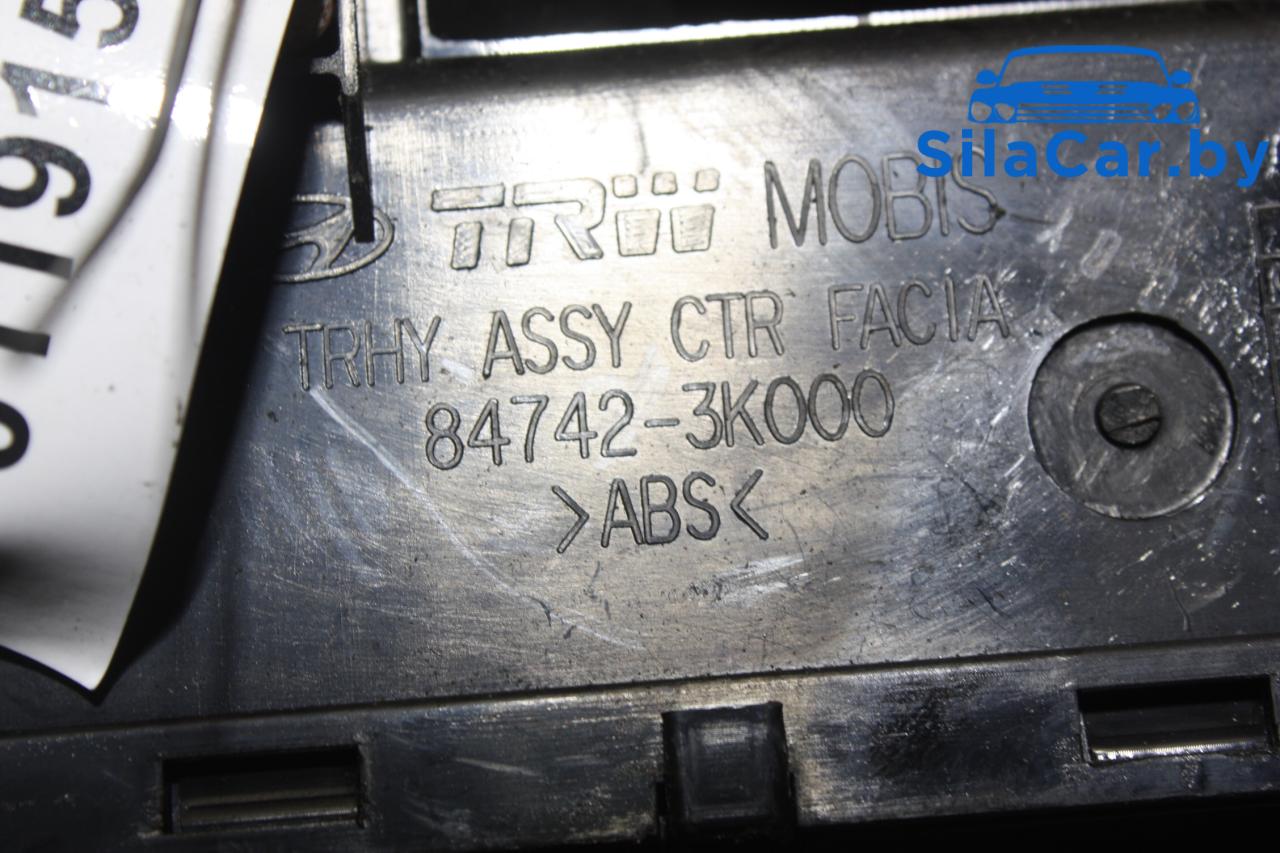 SilaCar.by
TRW MOBIS
TRHY ASSY CTR FACIA
84742-3K000
>ABS<